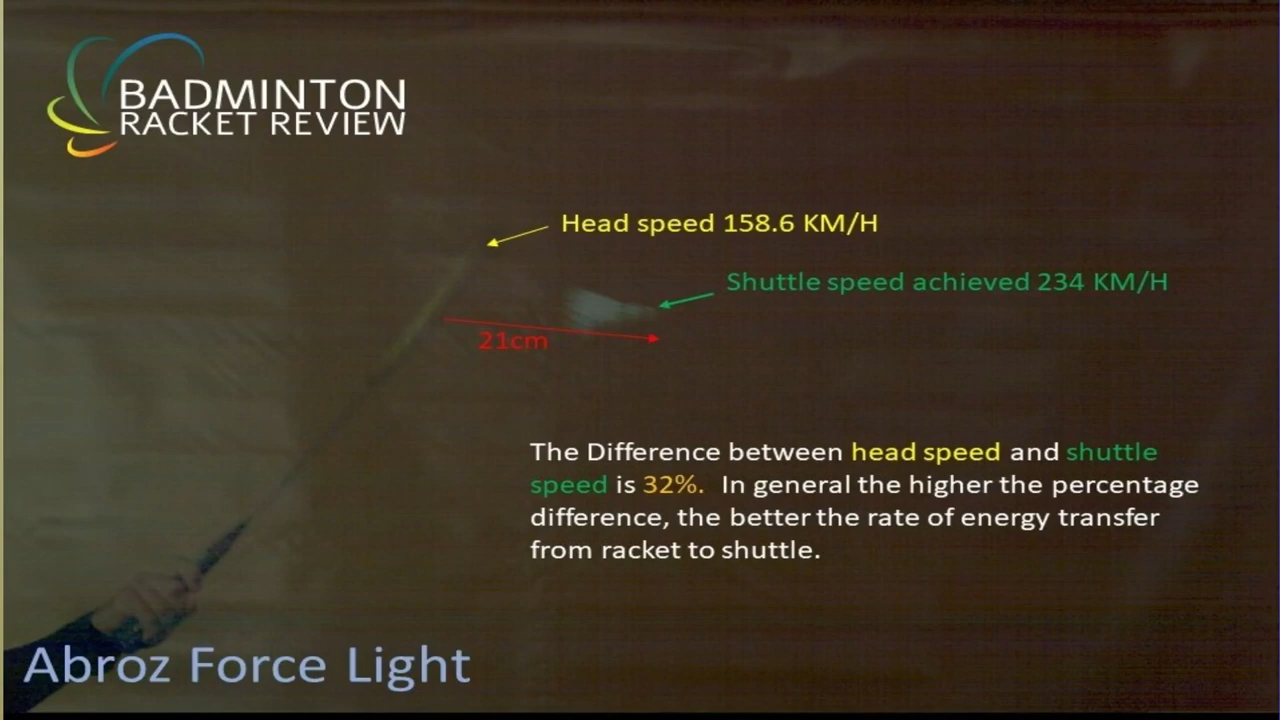 BADMINTON
RACKET REVIEW
Head speed 158.6 KM/H
Shuttle speed achieved 234 KM/H
21cm
The Difference between head speed and shuttle
speed is 32%. In general the higher the percentage
difference, the better the rate of energy transfer
from racket to shuttle.
Abroz Force Light